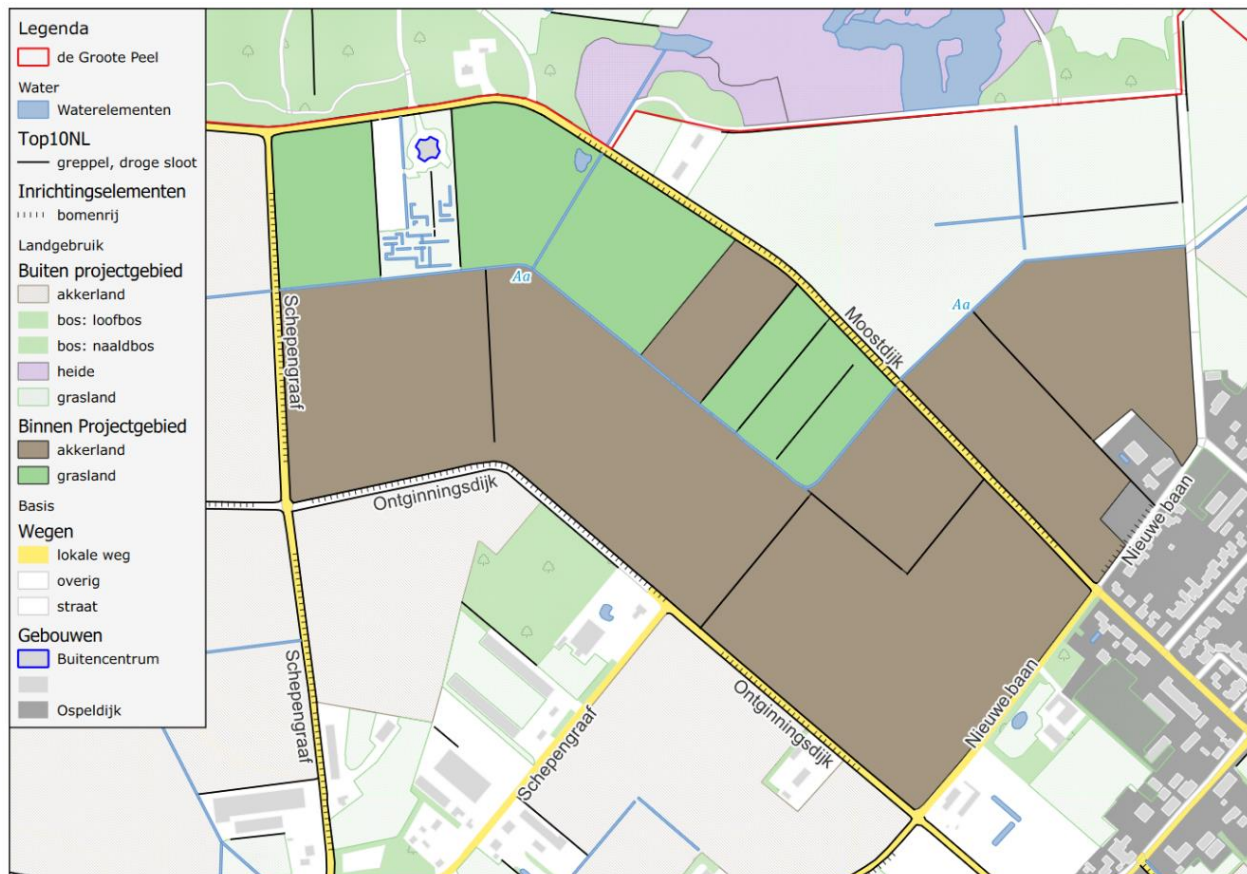 Legenda
de Groote Peel
Water
Waterelementen
Top10NL
greppel, droge sloot
Inrichtingselementen
bomenrij
Landgebruik
Buiten projectgebied
akkerland
bos: loofbos
bos: naaldbos
heide
grasland
Binnen Projectgebied
akkerland
grasland
Basis
Wegen
lokale weg
overig
straat
Gebouwen
Buitencentrum
Ospeldijk
Aa
Schepengraaf
Moostdijk
Aa
Ontginningsdijk
Nieuwe baan
Schepengraaf
Schepengraaf
Ontginningsdijk
Nieuwe baan